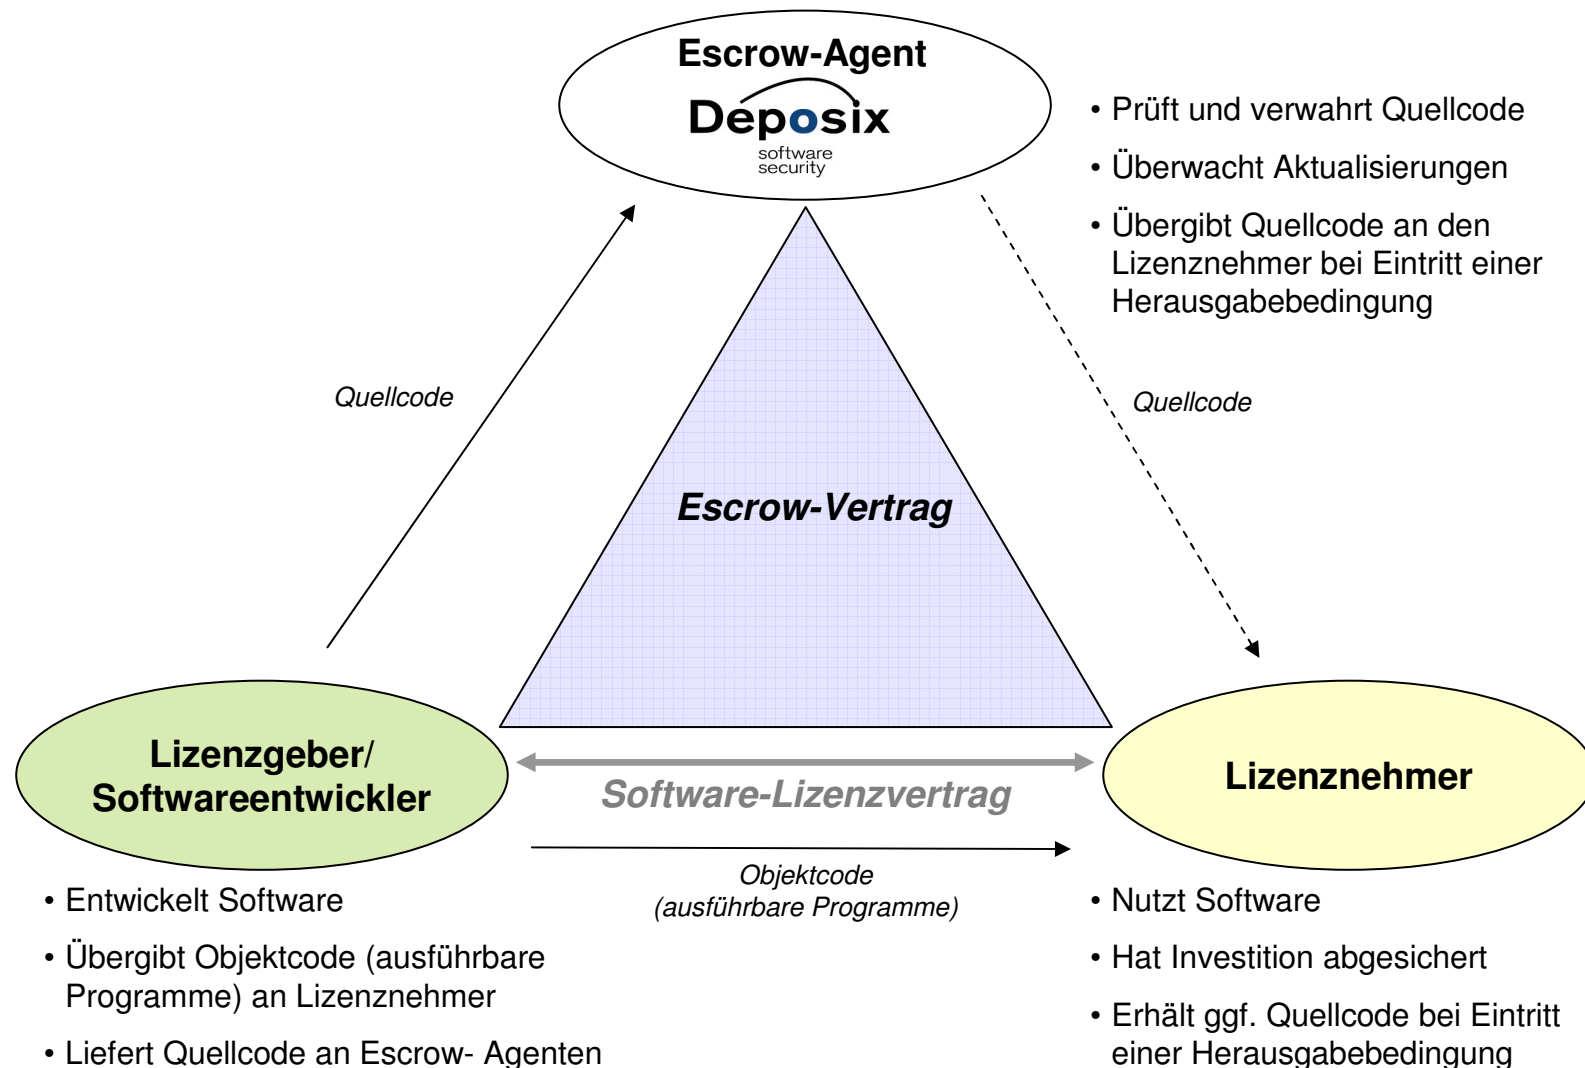 Escrow-Agent
Deposix
software
security
• Prüft und verwahrt Quellcode
• Überwacht Aktualisierungen
• Übergibt Quellcode an den
Lizenznehmer bei Eintritt einer
Herausgabebedingung
Quellcode
Quellcode
Escrow-Vertrag
Lizenzgeber/
Softwareentwickler
Software-Lizenzvertrag
Lizenznehmer
Objektcode
(ausführbare Programme)
• Entwickelt Software
• Übergibt Objektcode (ausführbare
Programme) an Lizenznehmer
• Liefert Quellcode an Escrow- Agenten
• Nutzt Software
• Hat Investition abgesichert
• Erhält ggf. Quellcode bei Eintritt
einer Herausgabebedingung